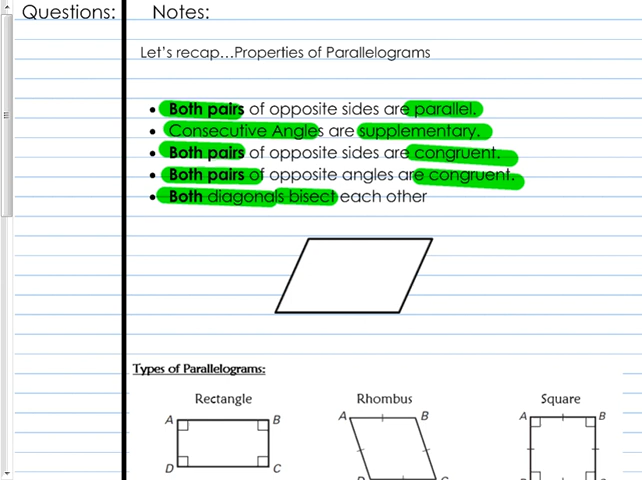 Questions: Notes:
Let's recap...Properties of Parallelograms
• Both pairs of opposite sides are parallel.
• Consecutive Angles are supplementary.
• Both pairs of opposite sides are congruent.
• Both pairs of opposite angles are congruent.
• Both diagonals bisect each other
Types of Parallelograms:
Rectangle Rhombus Square
A B A B A B
D C D C D C